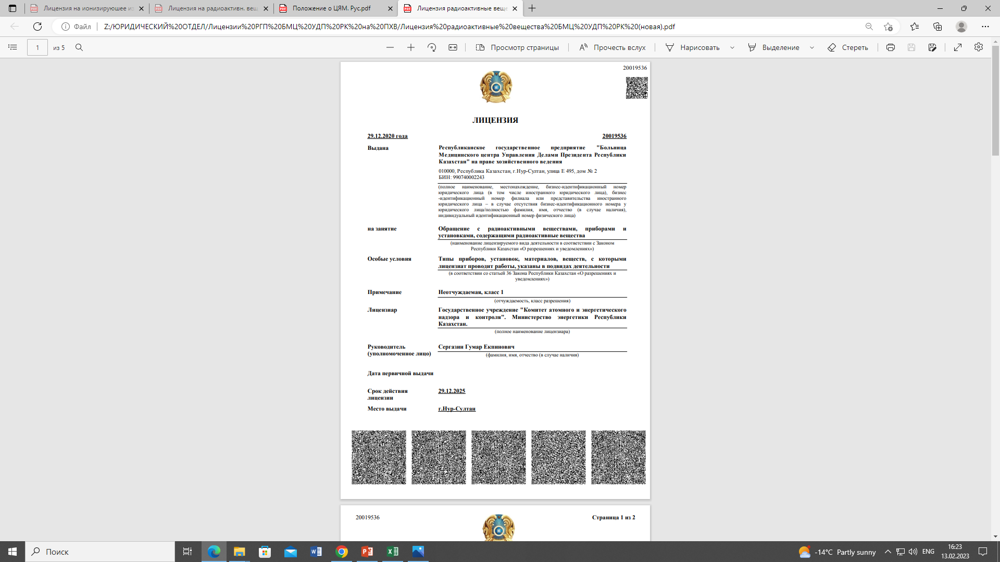 Лицензия на ионизируюшее из
Лицензия на радиоактивн. вещ
Положение о ЦЯМ. Рус.pdf
Лицензия радиоактивные веще
Файл
Z:/ЮРИДИЧЕСКИЙ%20ОТДЕЛ/Лицензии%20РГП%20БМЦ%20УДП%20РК%20на%20ПХВ/Лицензия%20радиоактивные%20вещества%20БМЦ%20УДП%20РК%20(новая).pdf
1 из 5
Просмотр страницы
Прочесть вслух
Нарисовать
Выделение
Стереть
20019536
ЛИЦЕНЗИЯ
29.12.2020 года 20019536
Выдана
Республиканское государственное предприятие "Больница
Медицинского центра Управления Делами Президента Республики
Казахстан" на праве хозяйственного ведения
010000, Республика Казахстан, г.Нур-Султан, улица Е 495, дом № 2
БИН: 990740002243
(полное наименование, местонахождение, бизнес-идентификационный номер
юридического лица (в том числе иностранного юридического лица), бизнес
-идентификационный номер филиала или представительства иностранного
юридического лица – в случае отсутствия бизнес-идентификационного номера у
юридического лица/полностью фамилия, имя, отчество (в случае наличия),
индивидуальный идентификационный номер физического лица)
на занятие
Обращение с радиоактивными веществами, приборами и
установками, содержащими радиоактивные вещества
(наименование лицензируемого вида деятельности в соответствии с Законом
Республики Казахстан «О разрешениях и уведомлениях»)
Особые условия
Типы приборов, установок, материалов, веществ, с которыми
лицензиат проводит работы, указаны в подвидах деятельности
(в соответствии со статьей 36 Закона Республики Казахстан «О разрешениях и
уведомлениях»)
Примечание
Неотчуждаемая, класс 1
(отчуждаемость, класс разрешения)
Лицензиар
Государственное учреждение "Комитет атомного и энергетического
надзора и контроля". Министерство энергетики Республики
Казахстан.
(полное наименование лицензиара)
Руководитель
(уполномоченное лицо)
Сергазин Гумар Екпинович
(фамилия, имя, отчество (в случае наличия)
Дата первичной выдачи
Срок действия
лицензии
29.12.2025
Место выдачи
г.Нур-Султан
20019536
Страница 1 из 2
Поиск
-14°C Partly sunny
ENG
16:23
13.02.2023